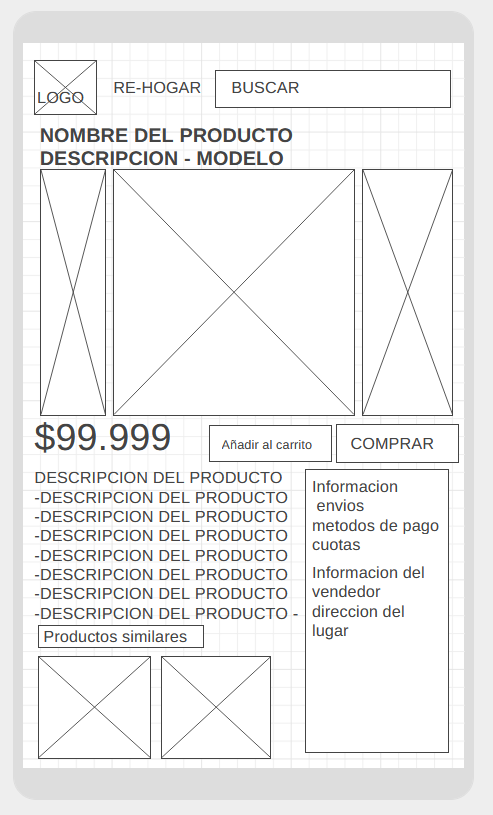 LOGO
RE-HOGAR
BUSCAR
NOMBRE DEL PRODUCTO
DESCRIPCION - MODELO
$99.999
Añadir al carrito
COMPRAR
DESCRIPCION DEL PRODUCTO
-DESCRIPCION DEL PRODUCTO
-DESCRIPCION DEL PRODUCTO
-DESCRIPCION DEL PRODUCTO
-DESCRIPCION DEL PRODUCTO
-DESCRIPCION DEL PRODUCTO
-DESCRIPCION DEL PRODUCTO
-DESCRIPCION DEL PRODUCTO -
Informacion
envios
metodos de pago
cuotas
Informacion del
vendedor
direccion del
lugar
Productos similares